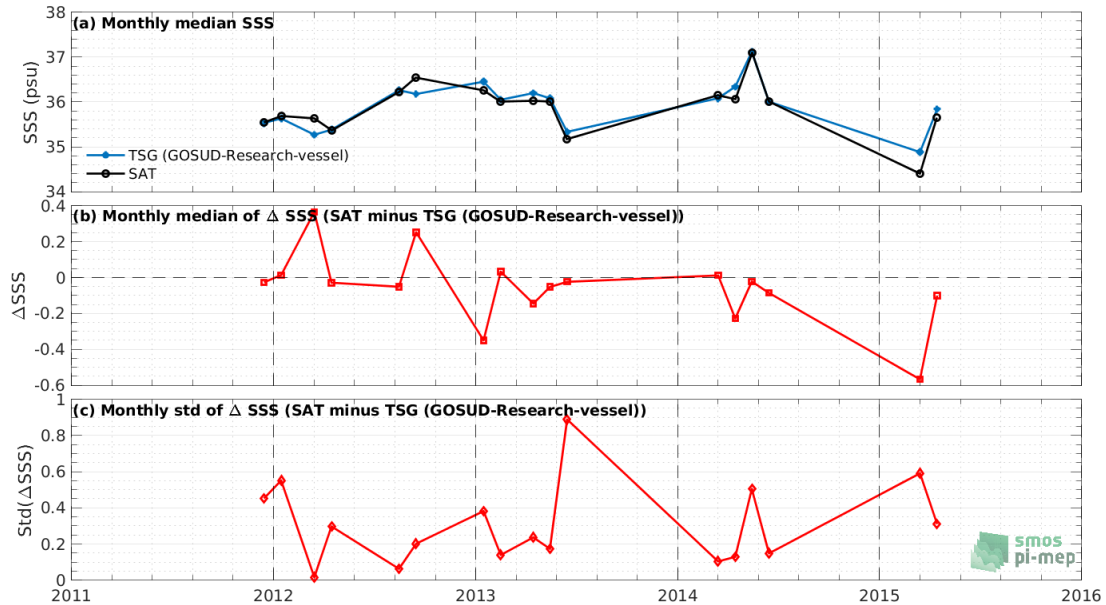 (a) Monthly median SSS
SSS (psu)
38
37
36
35
34
TSG (GOSUD-Research-vessel)
SAT
(b) Monthly median of Δ SSS (SAT minus TSG (GOSUD-Research-vessel))
ΔSSS
0.4
0.2
0
-0.2
-0.4
-0.6
(c) Monthly std of Δ SSS (SAT minus TSG (GOSUD-Research-vessel))
Std(ΔSSS)
1
0.8
0.6
0.4
0.2
0
smos
pi-mep
2011 2012 2013 2014 2015 2016